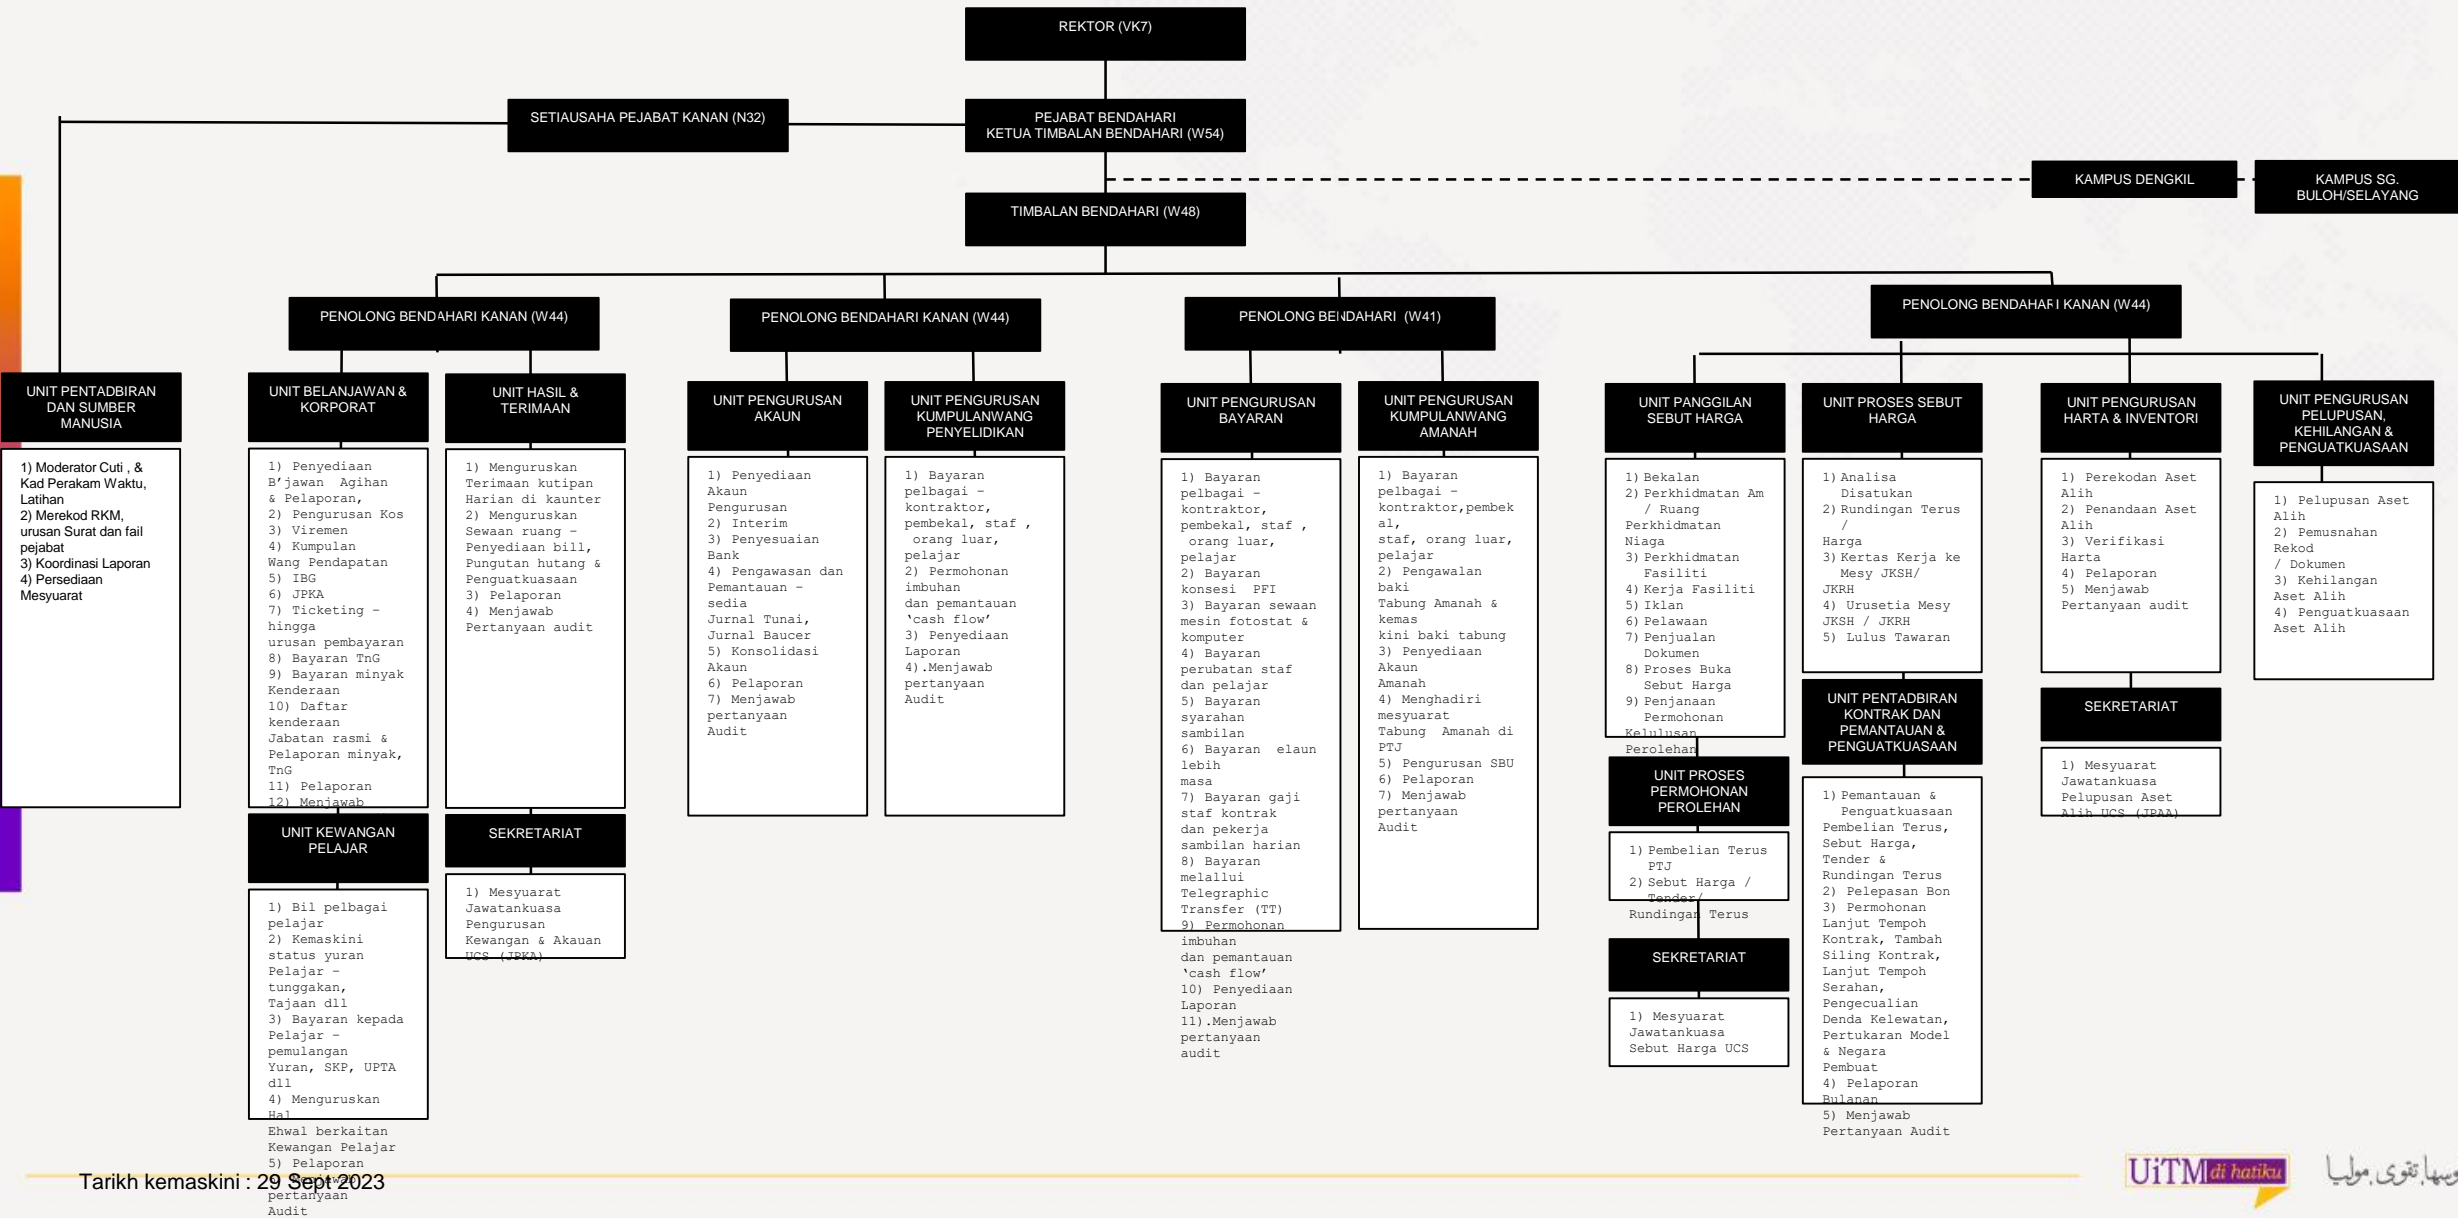 REKTOR (VK7)
SETIAUSAHA PEJABAT KANAN (N32)
PEJABAT BENDAHARI
KETUA TIMBALAN BENDAHARI (W54)
KAMPUS DENGKIL
KAMPUS SG.
BULOH/SELAYANG
TIMBALAN BENDAHARI (W48)
PENOLONG BENDAHARI KANAN (W44)
PENOLONG BENDAHARI KANAN (W44)
PENOLONG BENDAHARI (W41)
PENOLONG BENDAHARI KANAN (W44)
UNIT PENTADBIRAN
DAN SUMBER
MANUSIA
1) Moderator Cuti , &
Kad Perakam Waktu,
Latihan
2) Merekod RKM,
urusan Surat dan fail
pejabat
3) Koordinasi Laporan
4) Persediaan
Mesyuarat
UNIT BELANJAWAN &
KORPORAT
1) Penyediaan
B’jawan Agihan
& Pelaporan,
2) Pengurusan Kos
3) Viremen
4) Kumpulan
Wang Pendapatan
5) IBG
6) JPKA
7) Ticketing –
hingga
urusan pembayaran
8) Bayaran TnG
9) Bayaran minyak
Kenderaan
10) Daftar
kenderaan
Jabatan rasmi &
Pelaporan minyak,
TnG
11) Pelaporan
12) Menjawab
UNIT KEWANGAN
PELAJAR
1) Bil pelbagai
pelajar
2) Kemaskini
status yuran
Pelajar –
tunggakan,
Tajaan dll
3) Bayaran kepada
Pelajar –
pemulangan
Yuran, SKP, UPTA
dll
4) Menguruskan
Hal
Ehwal berkaitan
Kewangan Pelajar
5) Pelaporan
6) Menjawab
pertanyaan
Audit
UNIT HASIL &
TERIMAAN
1) Menguruskan
Terimaan kutipan
Harian di kaunter
2) Menguruskan
Sewaan ruang –
Penyediaan bill,
Pungutan hutang &
Penguatkuasaan
3) Pelaporan
4) Menjawab
Pertanyaan audit
SEKRETARIAT
1) Mesyuarat
Jawatankuasa
Pengurusan
Kewangan & Akauan
UCS (JPKA)
UNIT PENGURUSAN
AKAUN
1) Penyediaan
Akaun
Pengurusan
2) Interim
3) Penyesuaian
Bank
4) Pengawasan dan
Pemantauan –
sedia
Jurnal Tunai,
Jurnal Baucer
5) Konsolidasi
Akaun
6) Pelaporan
7) Menjawab
pertanyaan
Audit
UNIT PENGURUSAN
KUMPULANWANG
PENYELIDIKAN
1) Bayaran
pelbagai –
kontraktor,
pembekal, staf ,
orang luar,
pelajar
2) Permohonan
imbuhan
dan pemantauan
‘cash flow’
3) Penyediaan
Laporan
4).Menjawab
pertanyaan
Audit
UNIT PENGURUSAN
BAYARAN
1) Bayaran
pelbagai –
kontraktor,
pembekal, staf ,
orang luar,
pelajar
2) Bayaran
konsesi PFI
3) Bayaran sewaan
mesin fotostat &
komputer
4) Bayaran
perubatan staf
dan pelajar
5) Bayaran
syarahan
sambilan
6) Bayaran elaun
lebih
masa
7) Bayaran gaji
staf kontrak
dan pekerja
sambilan harian
8) Bayaran
melallui
Telegraphic
Transfer (TT)
9) Permohonan
imbuhan
dan pemantauan
‘cash flow’
10) Penyediaan
Laporan
11).Menjawab
pertanyaan
audit
UNIT PENGURUSAN
KUMPULANWANG
AMANAH
1) Bayaran
pelbagai –
kontraktor,pembek
al,
staf, orang luar,
pelajar
2) Pengawalan
baki
Tabung Amanah &
kemas
kini baki tabung
3) Penyediaan
Akaun
Amanah
4) Menghadiri
mesyuarat
Tabung Amanah di
PTJ
5) Pengurusan SBU
6) Pelaporan
7) Menjawab
pertanyaan
Audit
UNIT PANGGILAN
SEBUT HARGA
1) Bekalan
2) Perkhidmatan Am
/ Ruang
Perkhidmatan
Niaga
3) Perkhidmatan
Fasiliti
4) Kerja Fasiliti
5) Iklan
6) Pelawaan
7) Penjualan
Dokumen
8) Proses Buka
Sebut Harga
9) Penjanaan
Permohonan
Kelulusan
Perolehan
UNIT PROSES
PERMOHONAN
PEROLEHAN
1) Pembelian Terus
PTJ
2) Sebut Harga /
Tender/
Rundingan Terus
SEKRETARIAT
1) Mesyuarat
Jawatankuasa
Sebut Harga UCS
UNIT PROSES SEBUT
HARGA
1) Analisa
Disatukan
2) Rundingan Terus
/
Harga
3) Kertas Kerja ke
Mesy JKSH/
JKRH
4) Urusetia Mesy
JKSH / JKRH
5) Lulus Tawaran
UNIT PENTADBIRAN
KONTRAK DAN
PEMANTAUAN &
PENGUATKUASAAN
1) Pemantauan &
Penguatkuasaan
Pembelian Terus,
Sebut Harga,
Tender &
Rundingan Terus
2) Pelepasan Bon
3) Permohonan
Lanjut Tempoh
Kontrak, Tambah
Siling Kontrak,
Lanjut Tempoh
Serahan,
Pengecualian
Denda Kelewatan,
Pertukaran Model
& Negara
Pembuat
4) Pelaporan
Bulanan
5) Menjawab
Pertanyaan Audit
UNIT PENGURUSAN
HARTA & INVENTORI
1) Perekodan Aset
Alih
2) Penandaan Aset
Alih
3) Verifikasi
Harta
4) Pelaporan
5) Menjawab
Pertanyaan audit
SEKRETARIAT
1) Mesyuarat
Jawatankuasa
Pelupusan Aset
Alih UCS (JPAA)
UNIT PENGURUSAN
PELUPUSAN,
KEHILANGAN &
PENGUATKUASAAN
1) Pelupusan Aset
Alih
2) Pemusnahan
Rekod
/ Dokumen
3) Kehilangan
Aset Alih
4) Penguatkuasaan
Aset Alih
Tarikh kemaskini : 29 Sept 2023
UiTM di hatiku
تقوى موليا